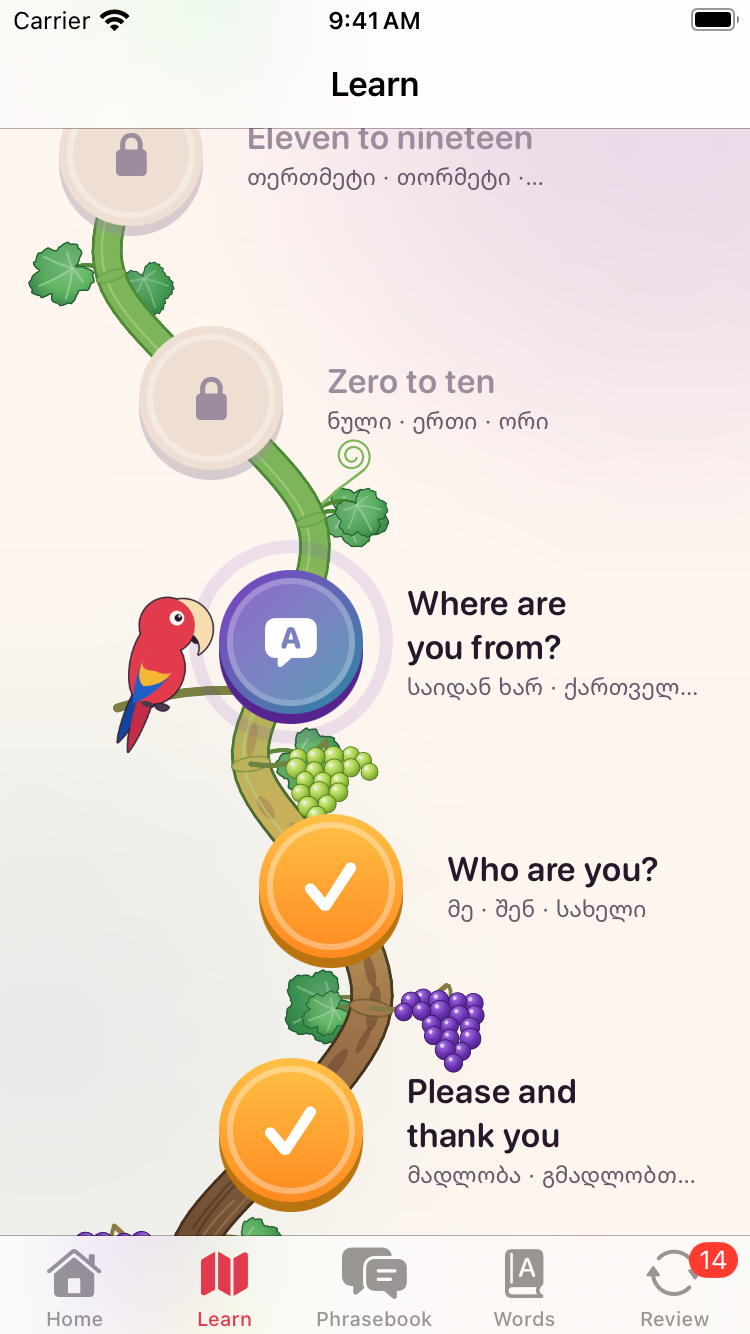 Carrier 9:41 AM
Learn
Eleven to nineteen
თერთმეტი · თორმეტი ·...
Zero to ten
ნული · ერთი · ორი
A
Where are
you from?
საიდან ხარ · ქართველ...
Who are you?
მე · შენ · სახელი
Please and
thank you
მადლობა · გმადლობთ...
A
14
Home Learn Phrasebook Words Review